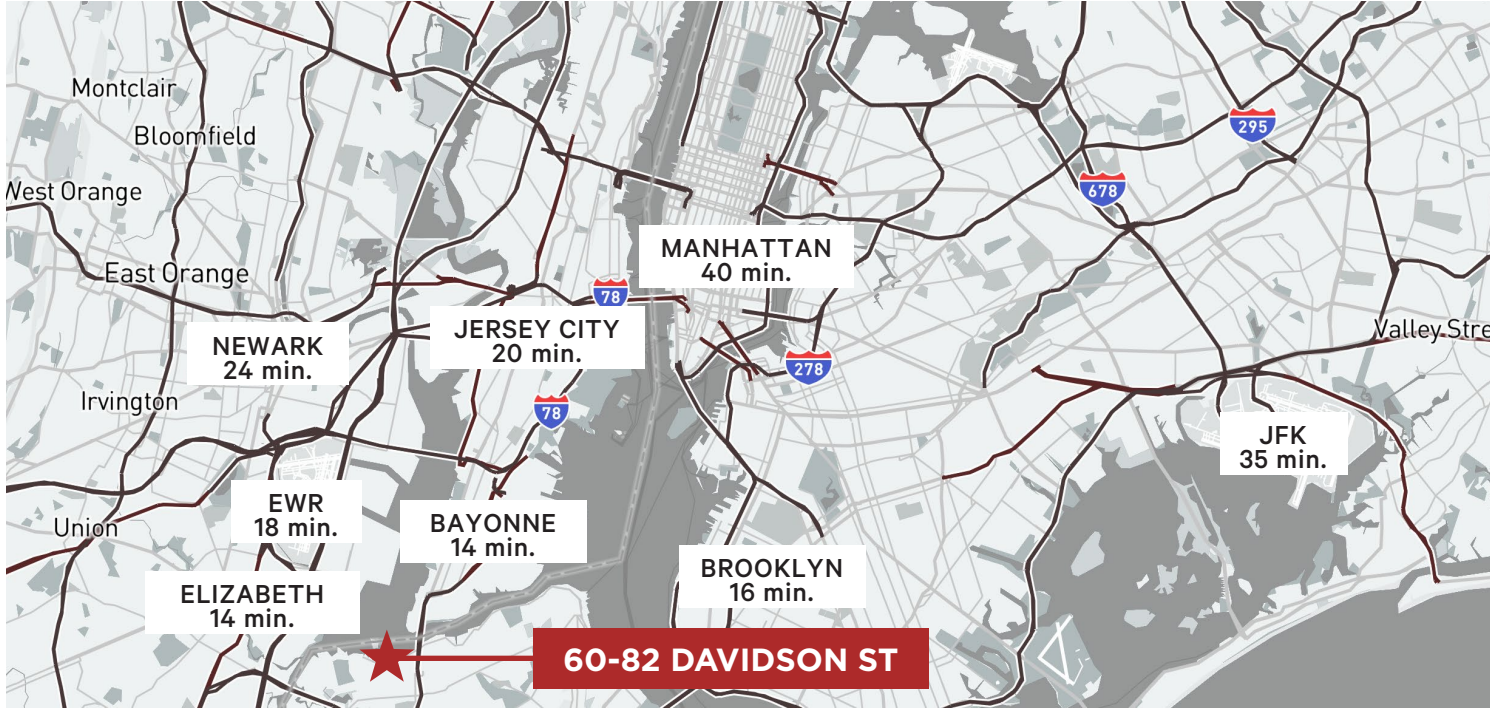 Montclair
Bloomfield
295
West Orange
678
MANHATTAN
40 min.
East Orange
78
JERSEY CITY
20 min.
NEWARK
24 min.
Valley Stre
278
Irvington
78
JFK
35 min.
EWR
18 min.
BAYONNE
14 min.
Union
BROOKLYN
16 min.
ELIZABETH
14 min.
60-82 DAVIDSON ST